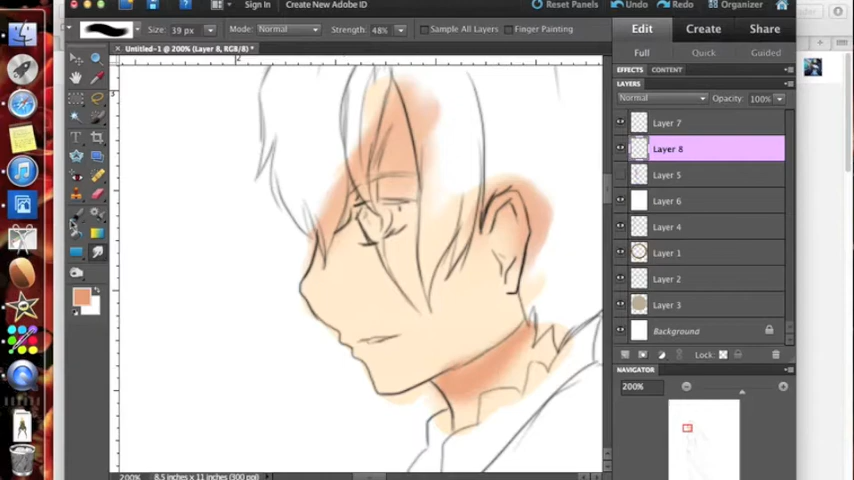 Sign In Create New Adobe ID Reset Panels Undo Redo Organizer
Size: 39 px Mode: Normal Strength: 48% Sample All Layers Finger Painting
Edit Create Share
Untitled-1 @ 200% (Layer 8, RGB/8) *
Full Quick Guided
EFFECTS CONTENT
LAYERS
Normal Opacity: 100%
Layer 7
Layer 8
Layer 5
Layer 6
Layer 4
Layer 1
Layer 2
Layer 3
Background
Lock:
NAVIGATOR
200%
200% 8.5 inches x 11 inches (300 ppi)
2
3